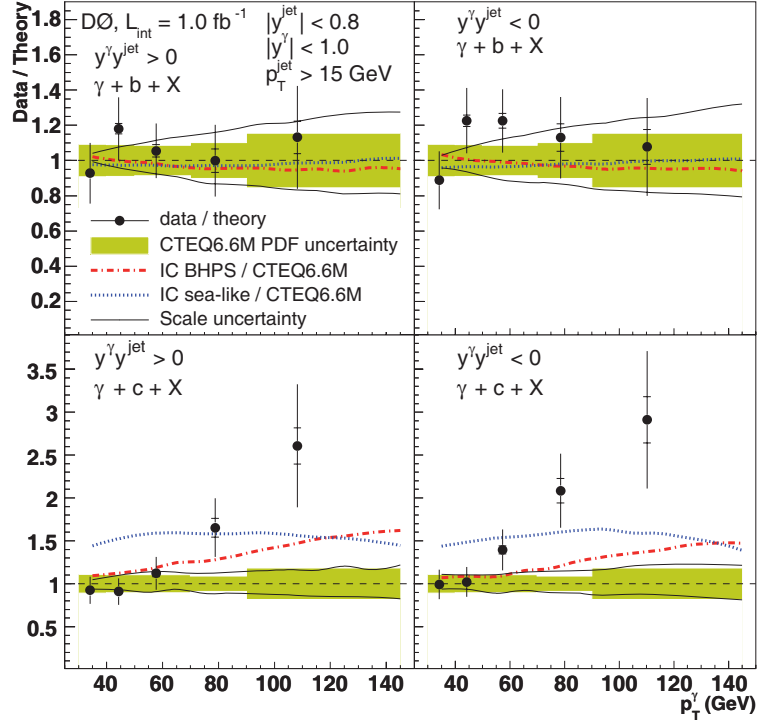 DØ, L_int = 1.0 fb⁻¹
|y^jet| < 0.8
|y^γ| < 1.0
p_T^jet > 15 GeV
y^γ y^jet > 0
γ + b + X
y^γ y^jet < 0
γ + b + X
Data / Theory
1.8
1.6
1.4
1.2
1
0.8
0.6
0.4
0.2
data / theory
CTEQ6.6M PDF uncertainty
IC BHPS / CTEQ6.6M
IC sea-like / CTEQ6.6M
Scale uncertainty
y^γ y^jet > 0
γ + c + X
y^γ y^jet < 0
γ + c + X
3.5
3
2.5
2
1.5
1
0.5
40 60 80 100 120 140
40 60 80 100 120 140
p_T^γ (GeV)